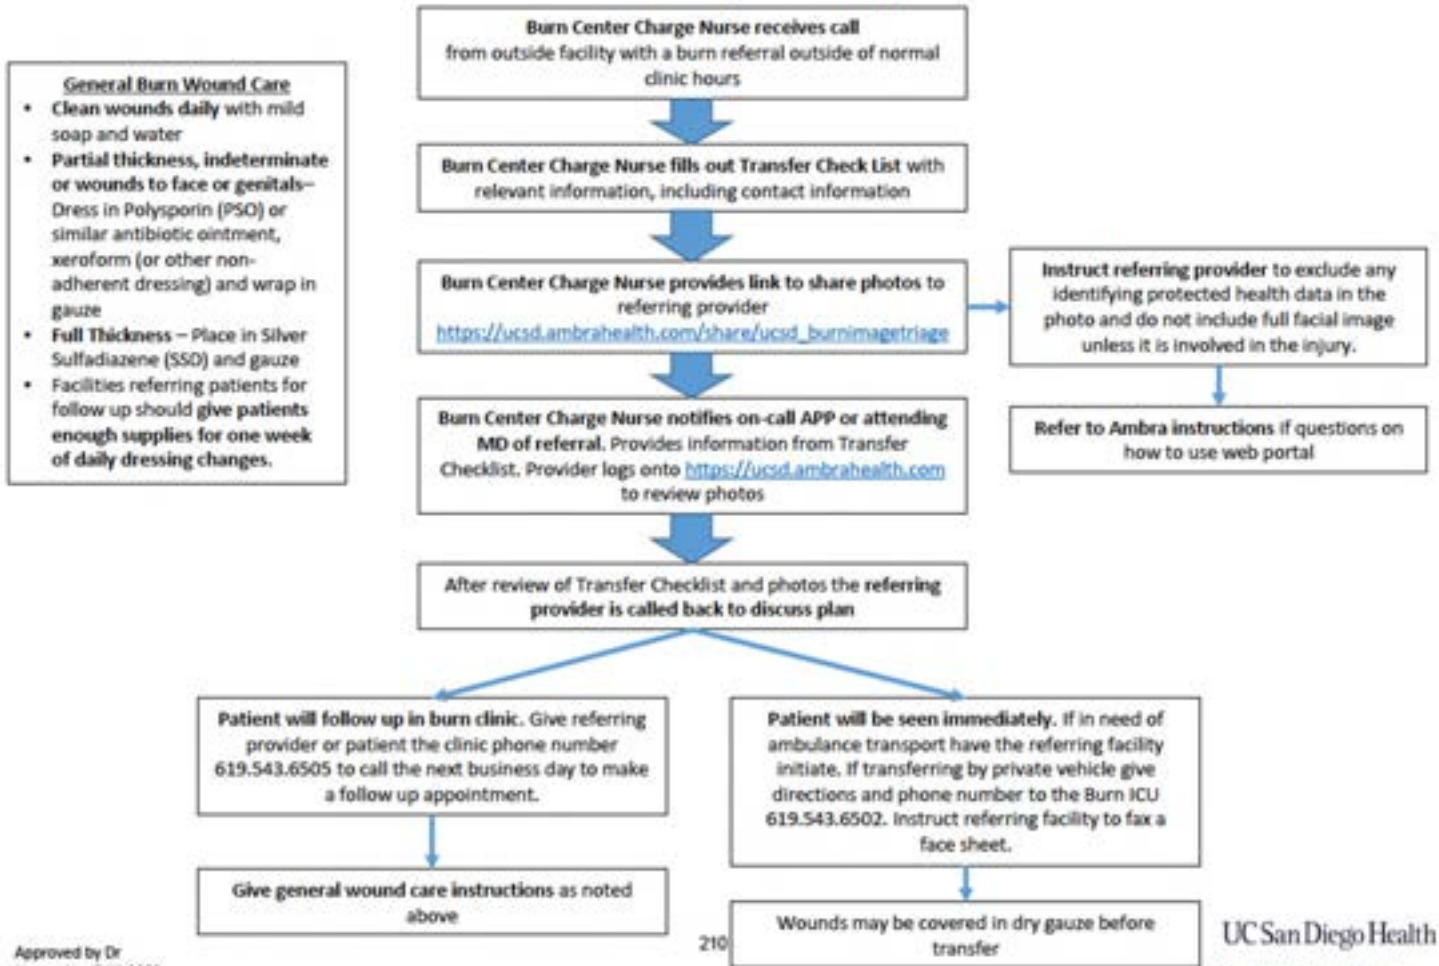 Burn Center Charge Nurse receives call
from outside facility with a burn referral outside of normal
clinic hours
General Burn Wound Care
• Clean wounds daily with mild
soap and water
• Partial thickness, indeterminate
or wounds to face or genitals–
Dress in Polysporin (PSO) or
similar antibiotic ointment,
xeroform (or other non-
adherent dressing) and wrap in
gauze
• Full Thickness – Place in Silver
Sulfadiazene (SSD) and gauze
• Facilities referring patients for
follow up should give patients
enough supplies for one week
of daily dressing changes.
Burn Center Charge Nurse fills out Transfer Check List with
relevant information, including contact information
Burn Center Charge Nurse provides link to share photos to
referring provider
https://ucsd.ambrahealth.com/share/ucsd_burnimagetriage
Instruct referring provider to exclude any
identifying protected health data in the
photo and do not include full facial image
unless it is involved in the injury.
Refer to Ambra instructions if questions on
how to use web portal
Burn Center Charge Nurse notifies on-call APP or attending
MD of referral. Provides information from Transfer
Checklist. Provider logs onto https://ucsd.ambrahealth.com
to review photos
After review of Transfer Checklist and photos the referring
provider is called back to discuss plan
Patient will follow up in burn clinic. Give referring
provider or patient the clinic phone number
619.543.6505 to call the next business day to make
a follow up appointment.
Give general wound care instructions as noted
above
Patient will be seen immediately. If in need of
ambulance transport have the referring facility
initiate. If transferring by private vehicle give
directions and phone number to the Burn ICU
619.543.6502. Instruct referring facility to fax a
face sheet.
Wounds may be covered in dry gauze before
transfer
Approved by Dr
210
UC San Diego Health